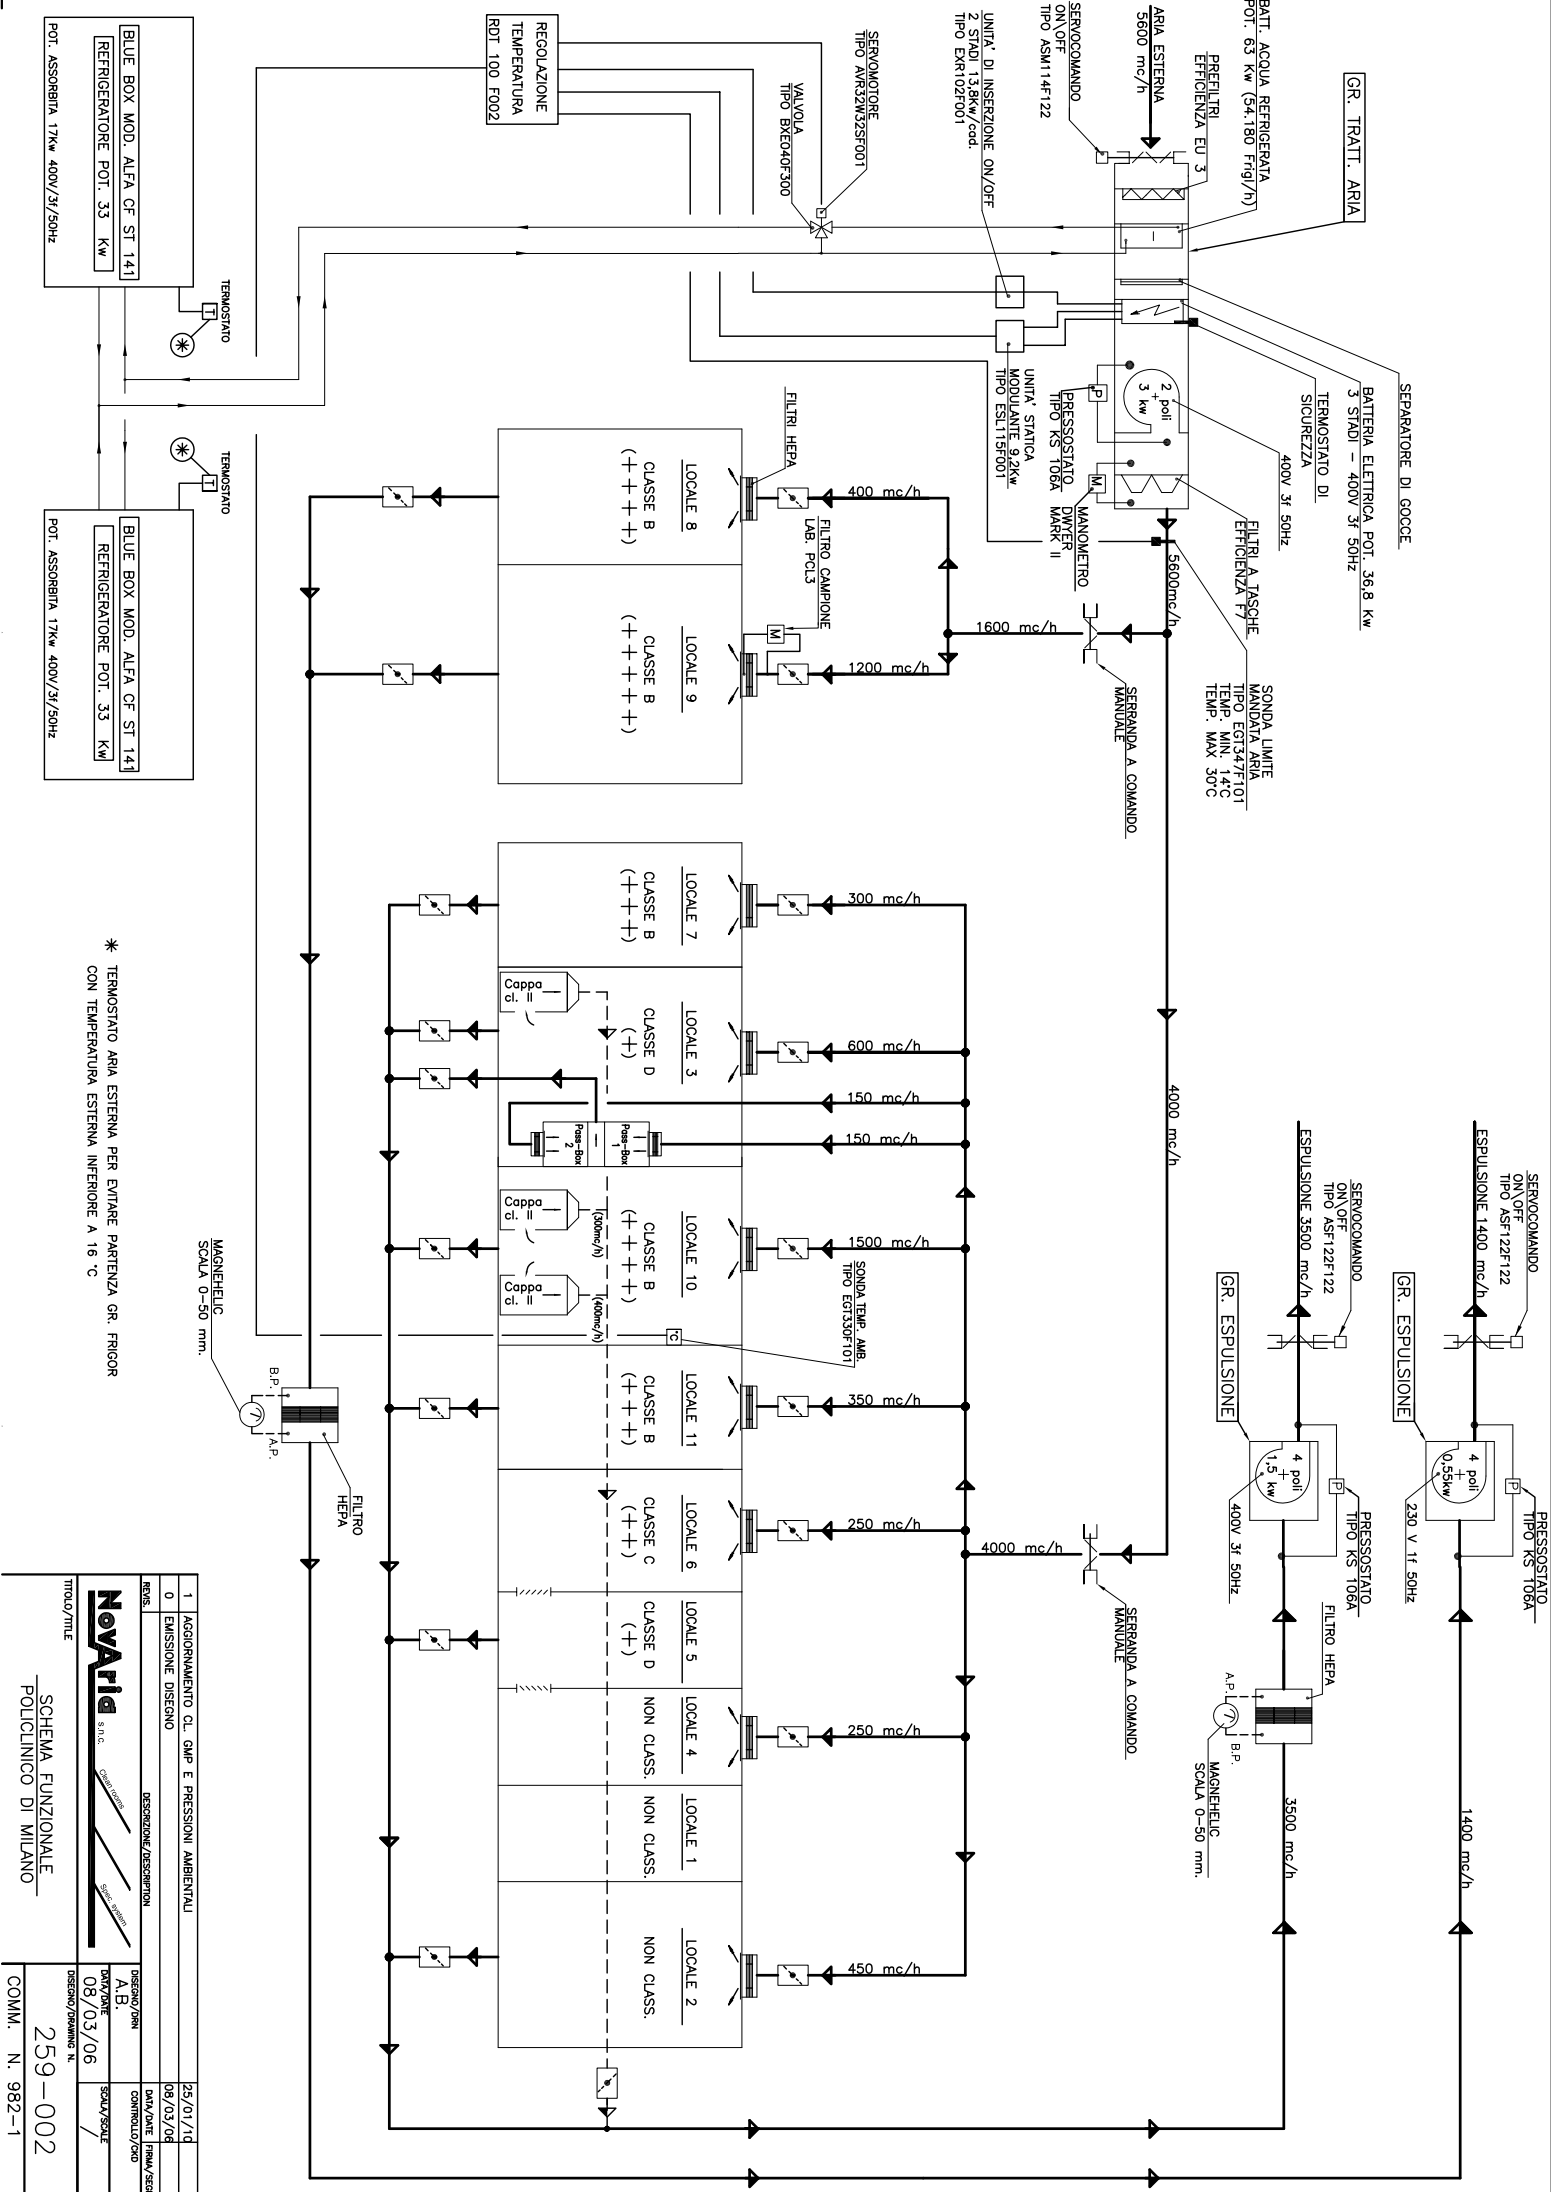 BATT. ACQUA REFRIGERATA
POT. 63 Kw (54.180 Frigl/h)
GR. TRATT. ARIA
PREFILTRI
EFFICIENZA EU 3
ARIA ESTERNA
5600 mc/h
SERVOCOMANDO
ON\OFF
TIPO ASM114F122
UNITA' DI INSERZIONE ON/OFF
2 STADI 13,8Kw/cad.
TIPO EXR102F001
SERVOMOTORE
TIPO AVR32W32SF001
VALVOLA
TIPO BXE040F300
REGOLAZIONE
TEMPERATURA
RDT 100 F002
SEPARATORE DI GOCCE
BATTERIA ELETTRICA POT. 36,8 Kw
3 STADI - 400V 3f 50Hz
TERMOSTATO DI
SICUREZZA
400V 3f 50Hz
2 poli
3 kw
P
M
FILTRI A TASCHE
EFFICIENZA F7
SONDA LIMITE
MANDATA ARIA
TIPO EGT347F101
TEMP. MIN. 14°C
TEMP. MAX 30°C
UNITA' STATICA
MODULANTE 9,2Kw
TIPO ESL115F001
PRESSOSTATO
TIPO KS 106A
MANOMETRO
DWYER
MARK II
5600mc/h
1600 mc/h
SERRANDA A COMANDO
MANUALE
4000 mc/h
4000 mc/h
SERRANDA A COMANDO
MANUALE
FILTRI HEPA
400 mc/h
FILTRO CAMPIONE
LAB. PCL3
M
1200 mc/h
300 mc/h
600 mc/h
150 mc/h
150 mc/h
1500 mc/h
SONDA TEMP. AMB.
TIPO EGT330F101
°C
350 mc/h
250 mc/h
250 mc/h
450 mc/h
LOCALE 8
CLASSE B
(++++)
LOCALE 9
CLASSE B
(+++++)
LOCALE 7
CLASSE B
(+++)
LOCALE 3
CLASSE D
(+)
Cappa
cl. II
Pass-Box
1
Pass-Box
2
LOCALE 10
CLASSE B
(++++)
Cappa
cl. II
(300mc/h)
Cappa
cl. II
(400mc/h)
LOCALE 11
CLASSE B
(+++)
LOCALE 6
CLASSE C
(++)
LOCALE 5
CLASSE D
(+)
LOCALE 4
NON CLASS.
LOCALE 1
NON CLASS.
LOCALE 2
NON CLASS.
SERVOCOMANDO
ON\OFF
TIPO ASF122F122
ESPULSIONE 1400 mc/h
GR. ESPULSIONE
4 poli
0,55kw
230 V 1f 50Hz
P
PRESSOSTATO
TIPO KS 106A
1400 mc/h
SERVOCOMANDO
ON\OFF
TIPO ASF122F122
ESPULSIONE 3500 mc/h
GR. ESPULSIONE
4 poli
1,5 kw
400V 3f 50Hz
P
PRESSOSTATO
TIPO KS 106A
FILTRO HEPA
A.P.
B.P.
MAGNEHELIC
SCALA 0-50 mm.
3500 mc/h
TERMOSTATO
T
BLUE BOX MOD. ALFA CF ST 141
REFRIGERATORE POT. 33 Kw
POT. ASSORBITA 17Kw 400V/3f/50Hz
TERMOSTATO
T
BLUE BOX MOD. ALFA CF ST 141
REFRIGERATORE POT. 33 Kw
POT. ASSORBITA 17Kw 400V/3f/50Hz
* TERMOSTATO ARIA ESTERNA PER EVITARE PARTENZA GR. FRIGOR
CON TEMPERATURA ESTERNA INFERIORE A 16 °C
MAGNEHELIC
SCALA 0-50 mm.
B.P.
A.P.
FILTRO
HEPA
1 AGGIORNAMENTO CL. GMP E PRESSIONI AMBIENTALI 25/01/10
0 EMISSIONE DISEGNO 08/03/06
REVIS. DESCRIZIONE/DESCRIPTION DATA/DATE
NovAria s.n.c.
Clean rooms
Spec. system
DISEGNO/DRN
A.B.
CONTROLLO/CKD
DATA/DATE
08/03/06
SCALA/SCALE
/
TITOLO/TITLE
SCHEMA FUNZIONALE
POLICLINICO DI MILANO
DISEGNO/DRAWING N.
259-002
COMM. N. 982-1